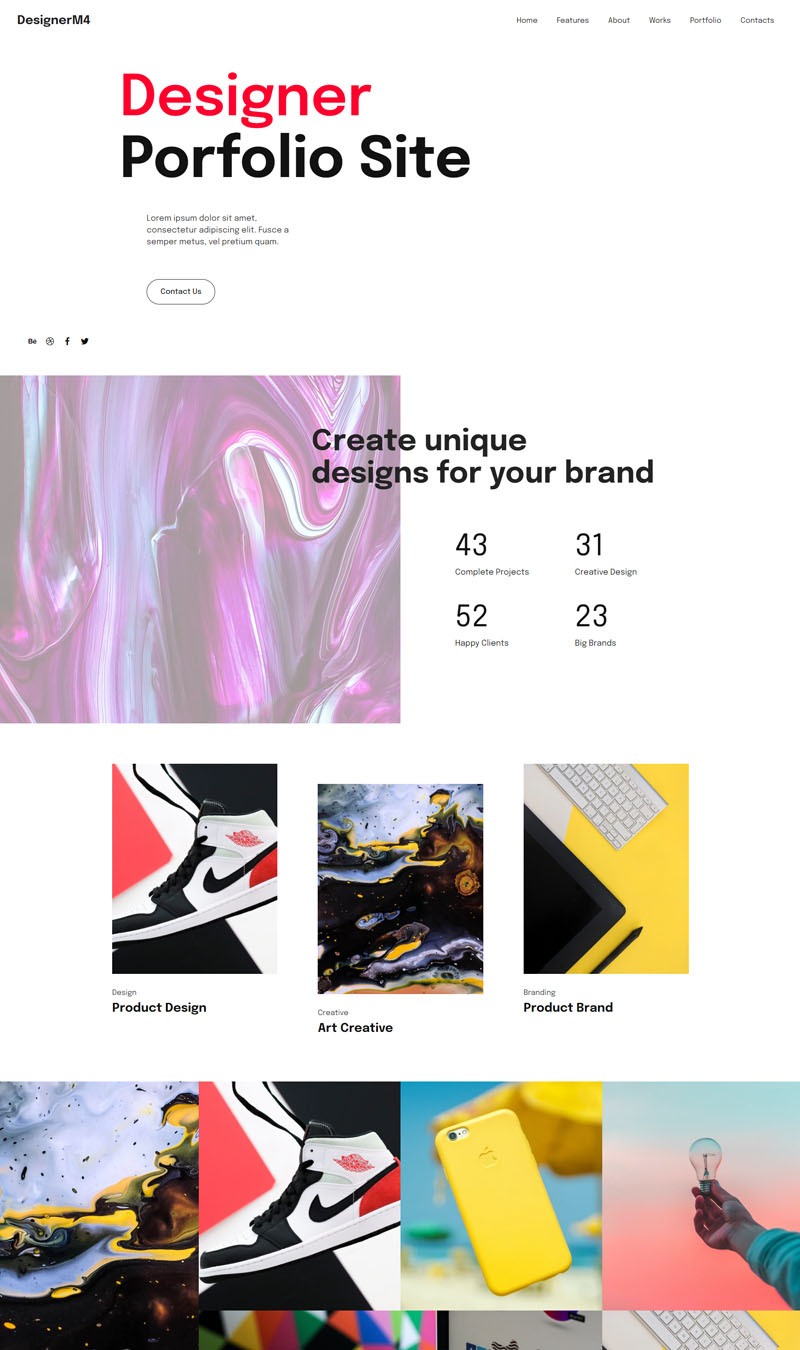 DesignerM4
Home Features About Works Portfolio Contacts
Designer
Porfolio Site
Lorem ipsum dolor sit amet,
consectetur adipiscing elit. Fusce a
semper metus, vel pretium quam.
Contact Us
Bē
Create unique
designs for your brand
43
Complete Projects
31
Creative Design
52
Happy Clients
23
Big Brands
Design
Product Design
Creative
Art Creative
Branding
Product Brand